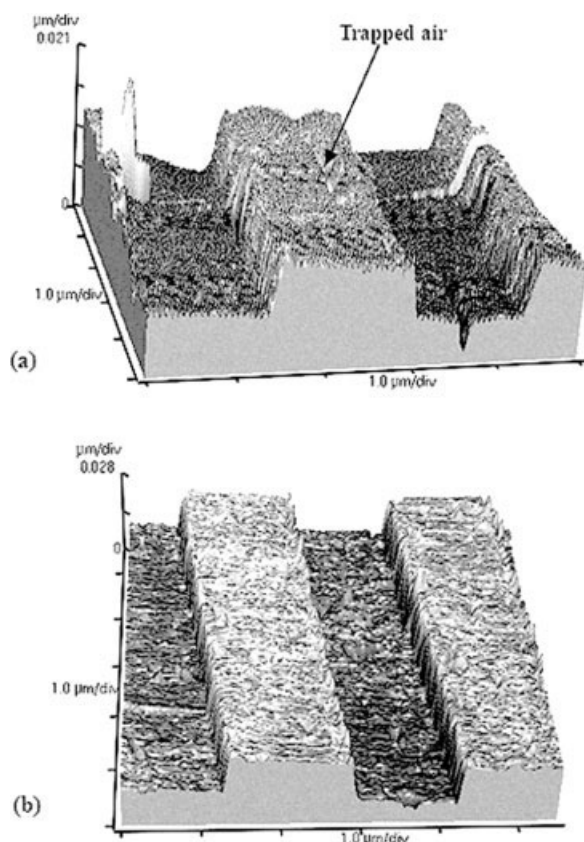 µm/div
0.021
Trapped air
0
1.0 µm/div
(a)
1.0 µm/div
µm/div
0.028
0
1.0 µm/div
(b)
1.0 µm/div